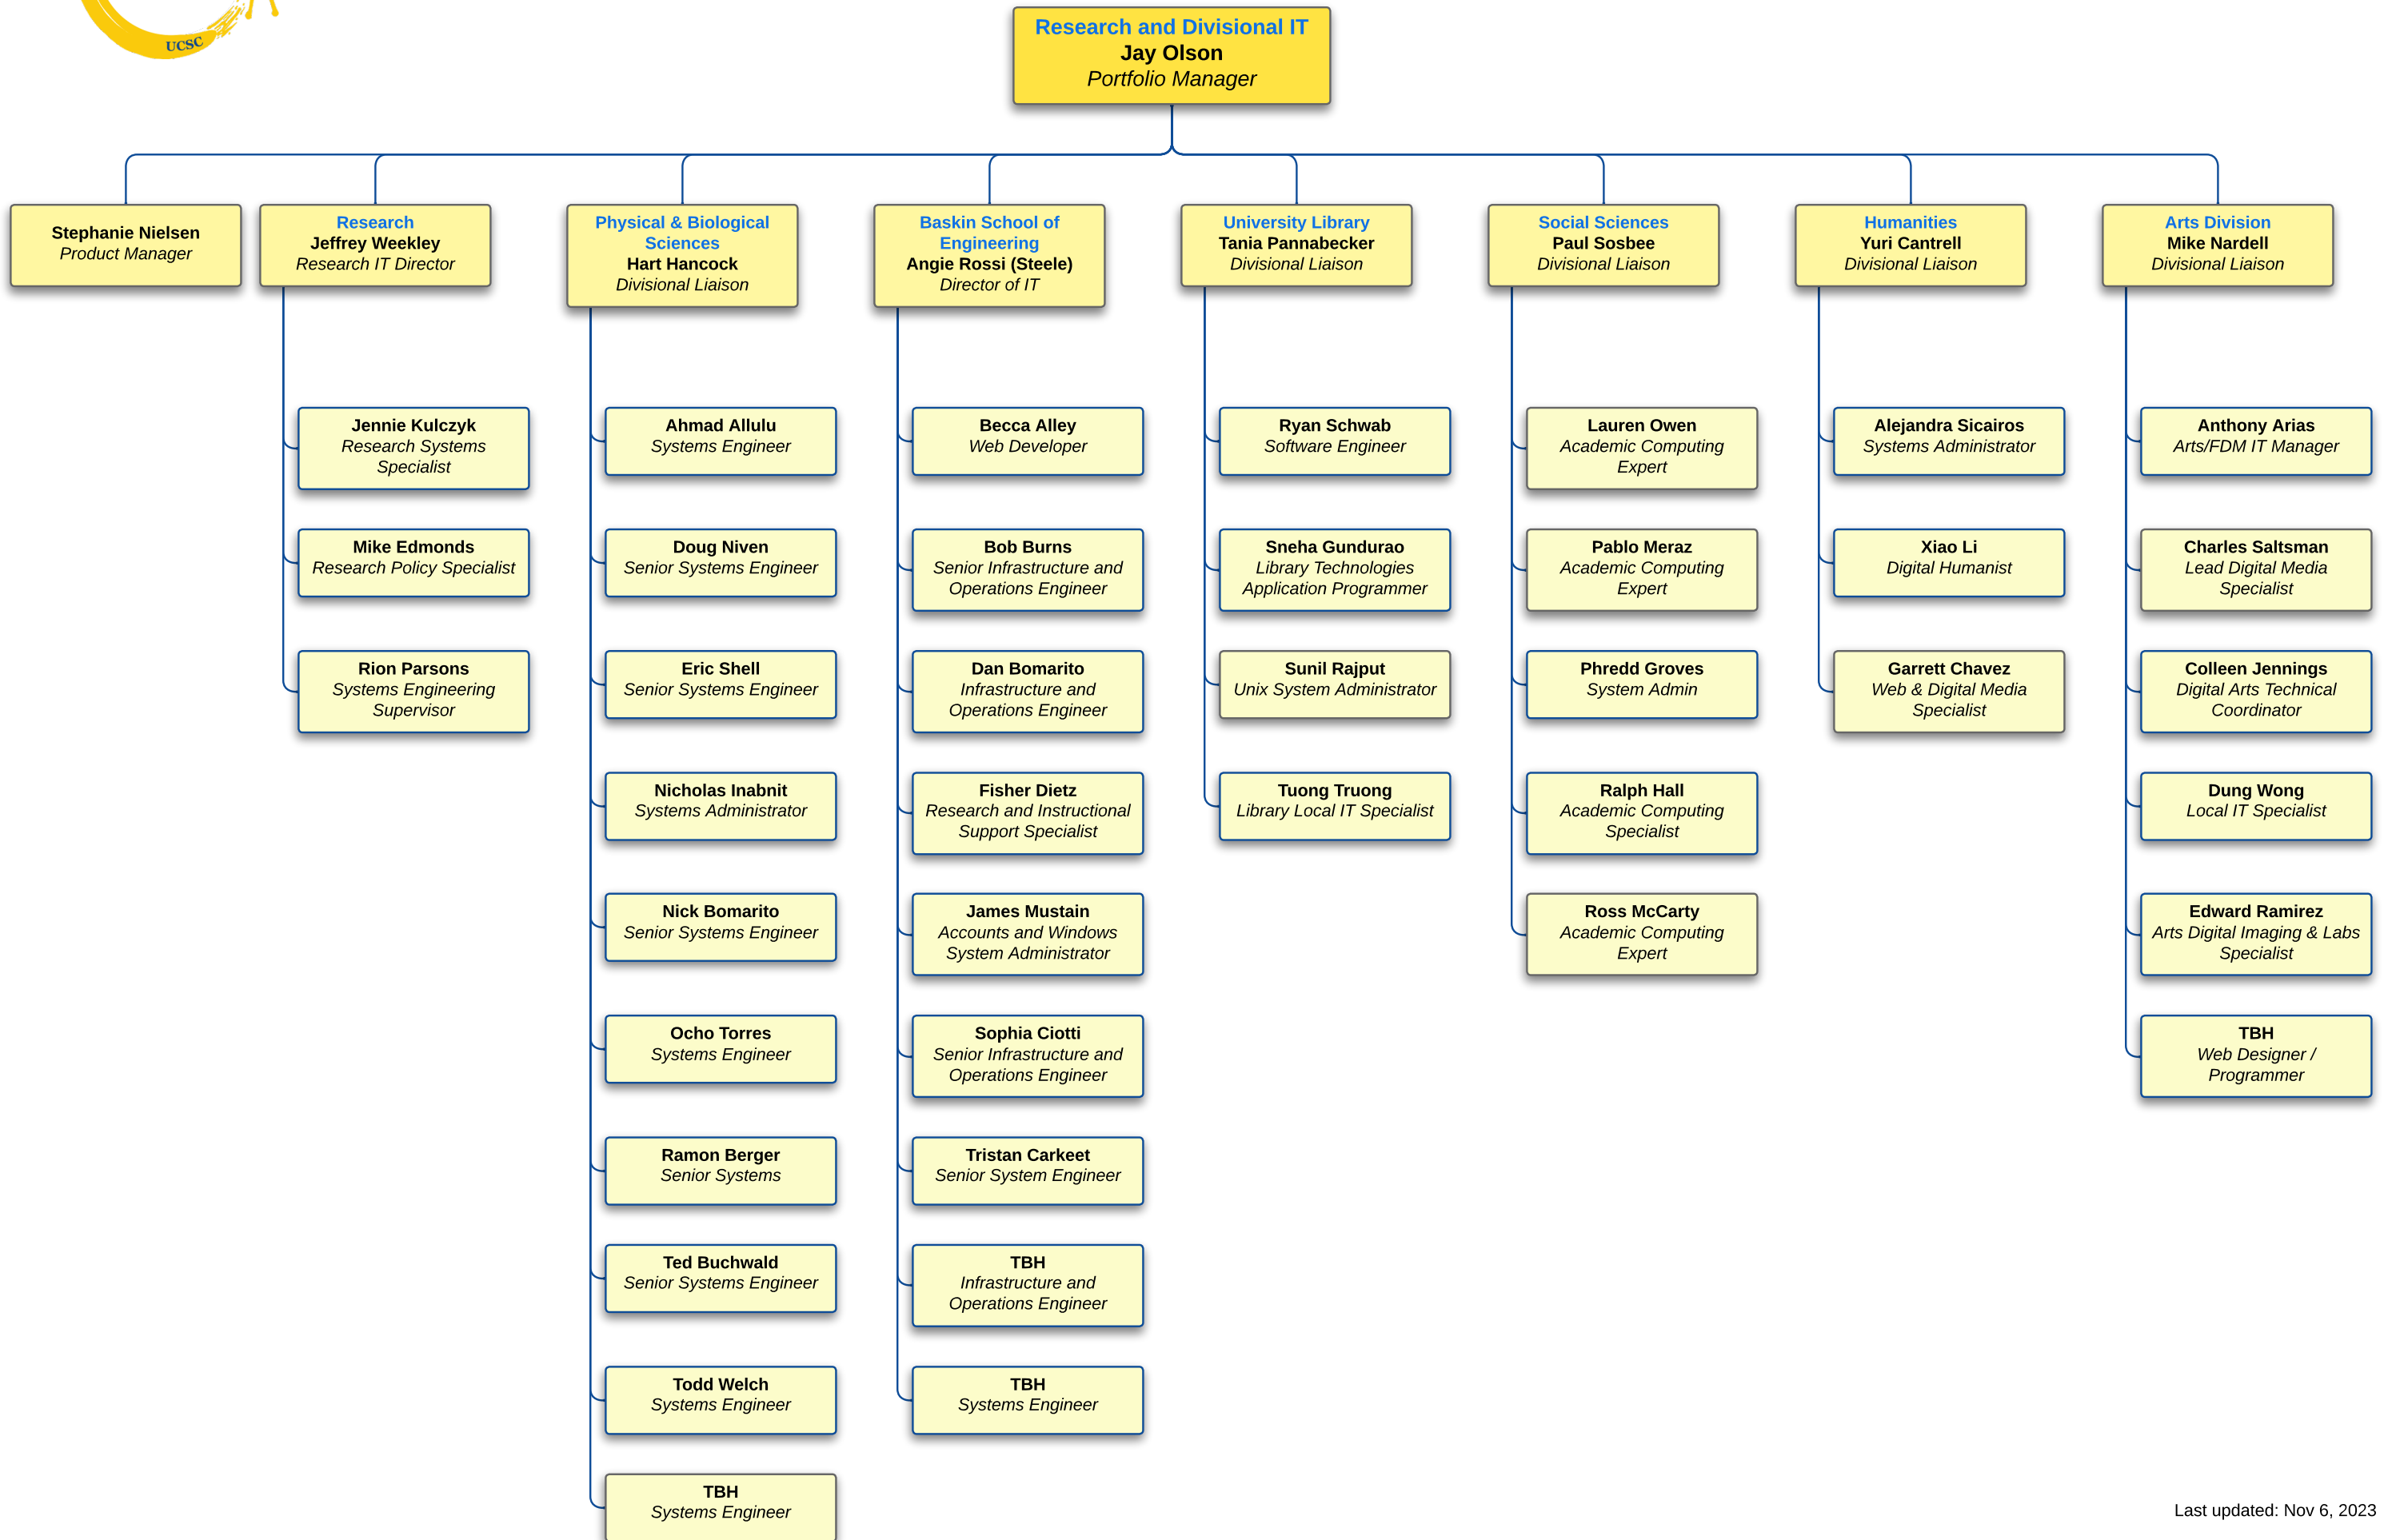 UCSC
Research and Divisional IT
Jay Olson
Portfolio Manager
Stephanie Nielsen
Product Manager
Research
Jeffrey Weekley
Research IT Director
Jennie Kulczyk
Research Systems
Specialist
Mike Edmonds
Research Policy Specialist
Rion Parsons
Systems Engineering
Supervisor
Physical & Biological
Sciences
Hart Hancock
Divisional Liaison
Ahmad Allulu
Systems Engineer
Doug Niven
Senior Systems Engineer
Eric Shell
Senior Systems Engineer
Nicholas Inabnit
Systems Administrator
Nick Bomarito
Senior Systems Engineer
Ocho Torres
Systems Engineer
Ramon Berger
Senior Systems
Ted Buchwald
Senior Systems Engineer
Todd Welch
Systems Engineer
TBH
Systems Engineer
Baskin School of
Engineering
Angie Rossi (Steele)
Director of IT
Becca Alley
Web Developer
Bob Burns
Senior Infrastructure and
Operations Engineer
Dan Bomarito
Infrastructure and
Operations Engineer
Fisher Dietz
Research and Instructional
Support Specialist
James Mustain
Accounts and Windows
System Administrator
Sophia Ciotti
Senior Infrastructure and
Operations Engineer
Tristan Carkeet
Senior System Engineer
TBH
Infrastructure and
Operations Engineer
TBH
Systems Engineer
University Library
Tania Pannabecker
Divisional Liaison
Ryan Schwab
Software Engineer
Sneha Gundurao
Library Technologies
Application Programmer
Sunil Rajput
Unix System Administrator
Tuong Truong
Library Local IT Specialist
Social Sciences
Paul Sosbee
Divisional Liaison
Lauren Owen
Academic Computing
Expert
Pablo Meraz
Academic Computing
Expert
Phredd Groves
System Admin
Ralph Hall
Academic Computing
Specialist
Ross McCarty
Academic Computing
Expert
Humanities
Yuri Cantrell
Divisional Liaison
Alejandra Sicairos
Systems Administrator
Xiao Li
Digital Humanist
Garrett Chavez
Web & Digital Media
Specialist
Arts Division
Mike Nardell
Divisional Liaison
Anthony Arias
Arts/FDM IT Manager
Charles Saltsman
Lead Digital Media
Specialist
Colleen Jennings
Digital Arts Technical
Coordinator
Dung Wong
Local IT Specialist
Edward Ramirez
Arts Digital Imaging & Labs
Specialist
TBH
Web Designer /
Programmer
Last updated: Nov 6, 2023